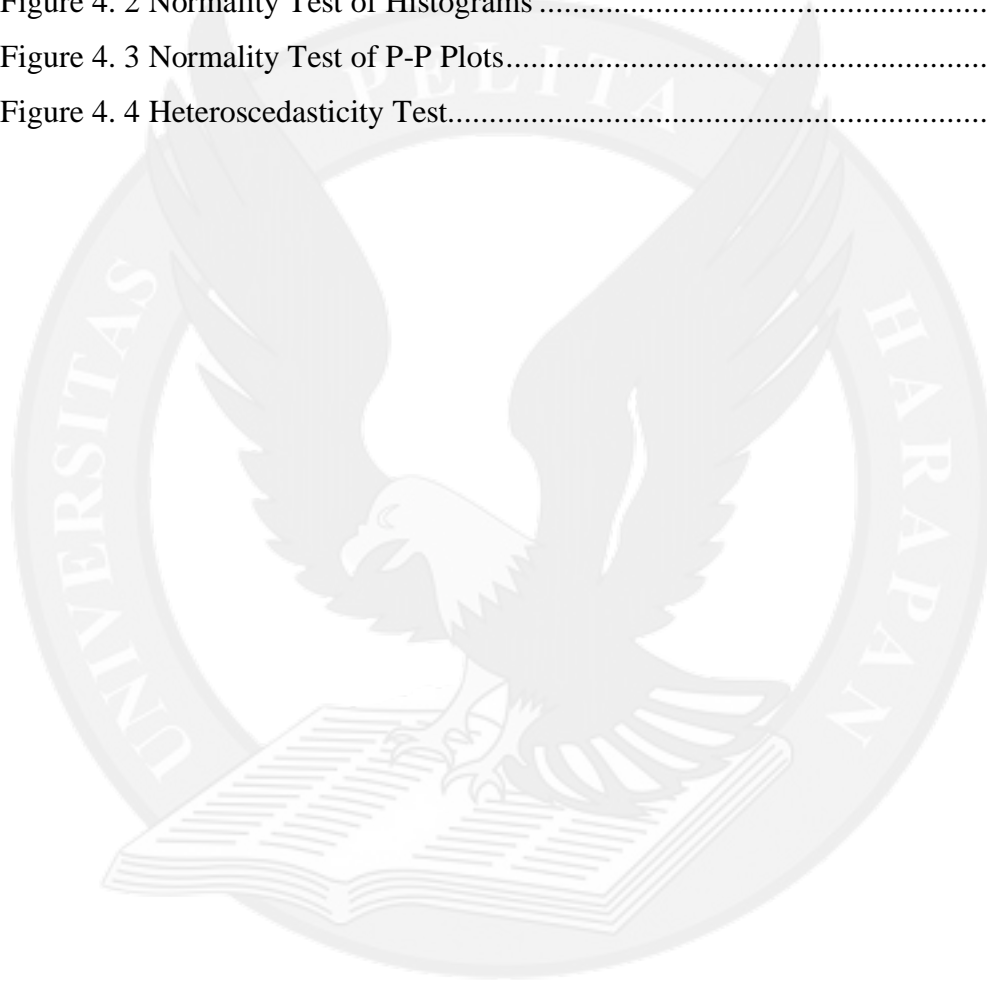 Figure 4. 2 Normality Test of Histograms ........................................................
Figure 4. 3 Normality Test of P-P Plots............................................................
Figure 4. 4 Heteroscedasticity Test...................................................................
UNIVERSITAS PELITA HARAPAN